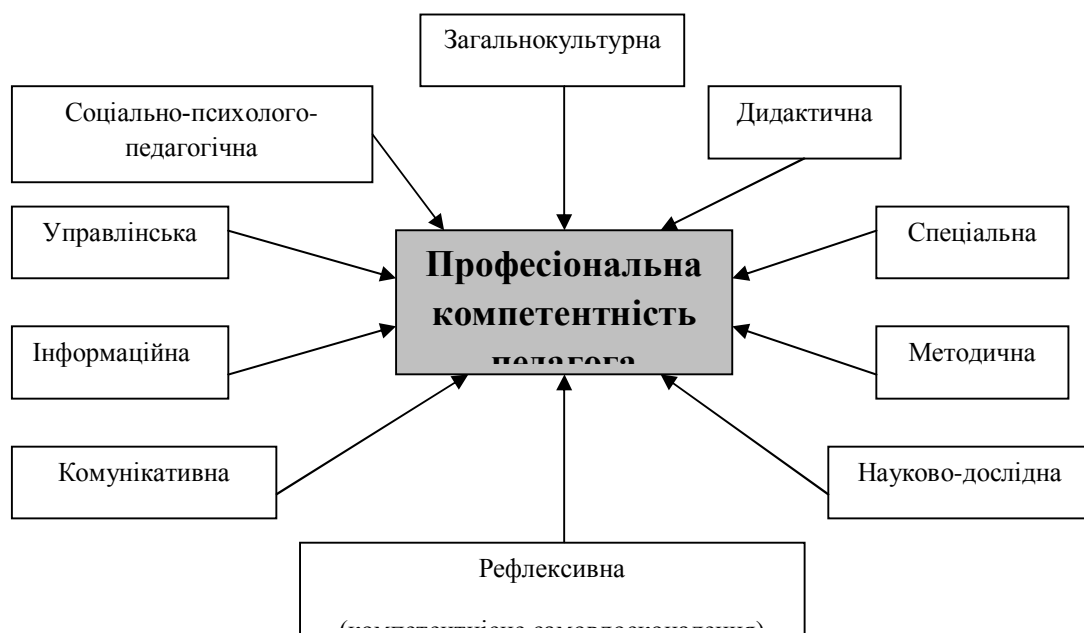 Загальнокультурна
Соціально-психолого-
педагогічна
Дидактична
Управлінська
Спеціальна
Професіональна
компетентність
педагога
Інформаційна
Методична
Комунікативна
Науково-дослідна
Рефлексивна